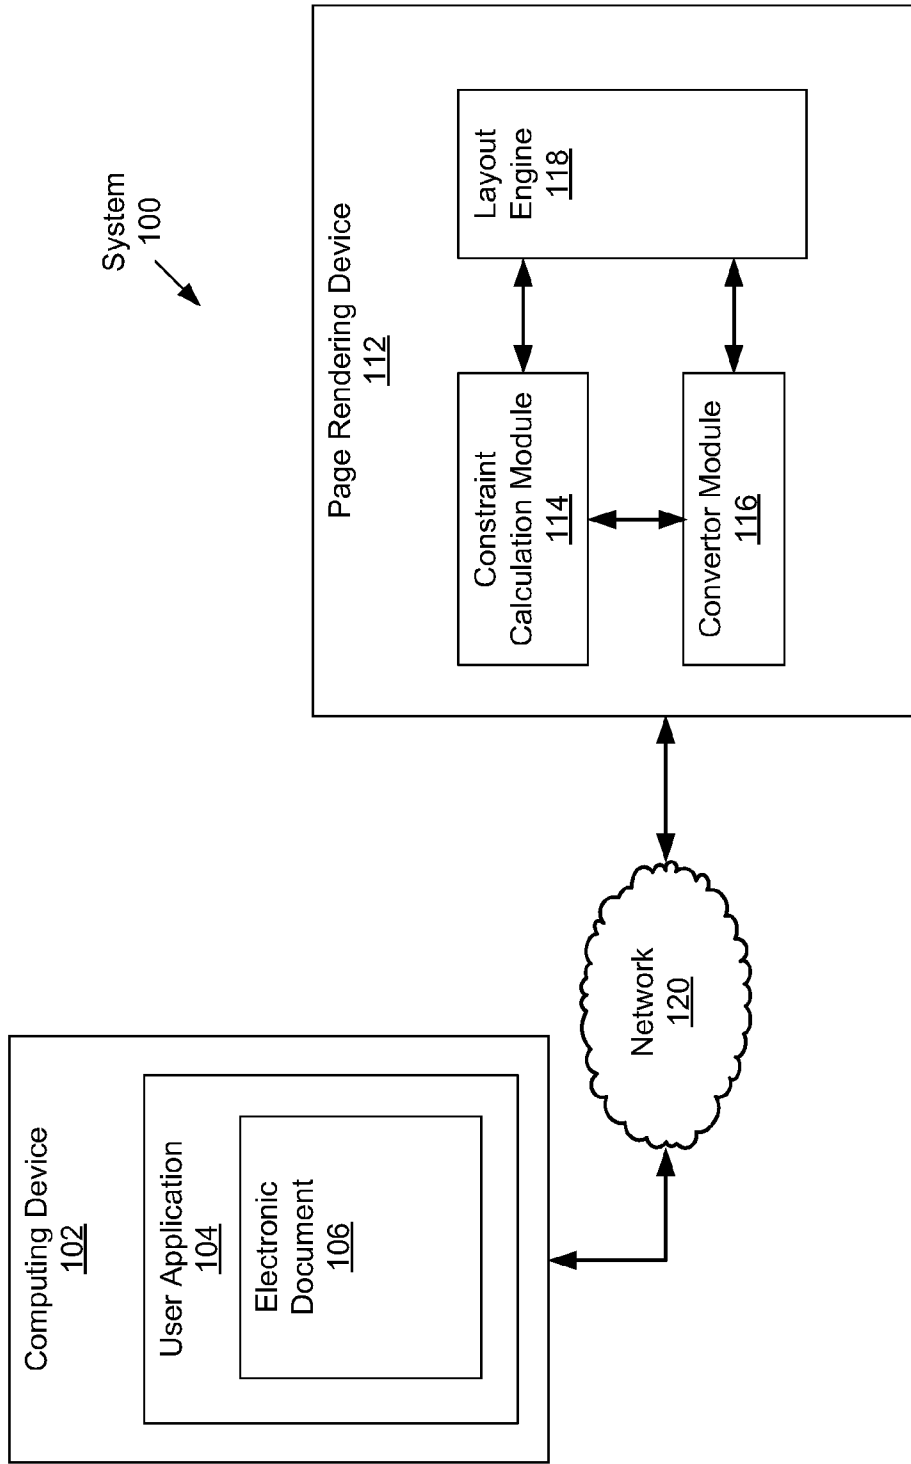 System
100
Computing Device
102
User Application
104
Electronic
Document
106
Network
120
Page Rendering Device
112
Constraint
Calculation Module
114
Convertor Module
116
Layout
Engine
118